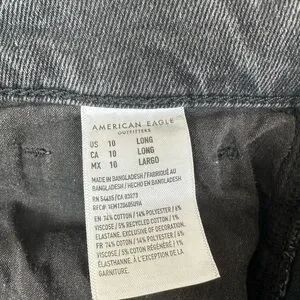 AMERICAN EAGLE
OUTFITTERS
US 10 LONG
CA 10 LONG
MX 10 LARGO
MADE IN BANGLADESH / FABRIQUÉ AU
BANGLADESH / HECHO EN BANGLADESH
RN 54485/CA 03073
EN 74% COTTON / 14% POLYESTER / 6%
VISCOSE / 5% RECYCLED COTTON / 1%
ELASTANE. EXCLUSIVE OF DECORATION.
FR 74% COTON / 14% POLYESTER / 6%
VISCOSE / 5% COTON RÉGÉNÉRÉ / 1%
ÉLASTHANNE. À L'EXCEPTION DE LA
GARNITURE.